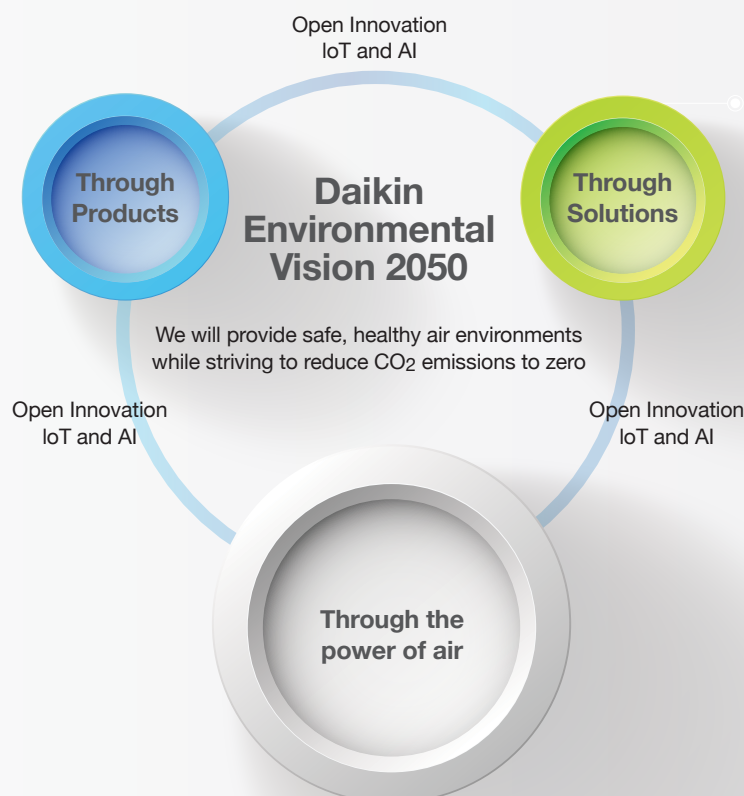 Open Innovation
IoT and AI
Through
Products
Daikin
Environmental
Vision 2050
Through
Solutions
We will provide safe, healthy air environments
while striving to reduce CO2 emissions to zero
Open Innovation
IoT and AI
Open Innovation
IoT and AI
Through the
power of air